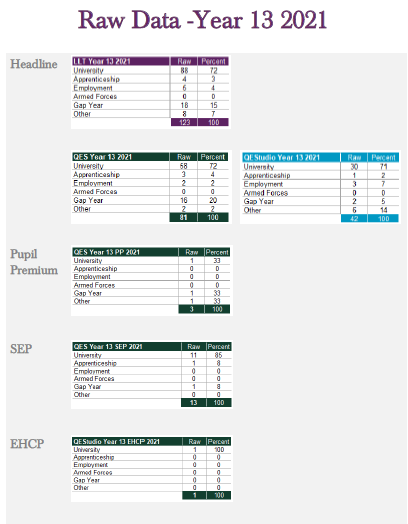 Raw Data -Year 13 2021
Headline
LLT Year 13 2021 Raw Percent
University 88 72
Apprenticeship 4 3
Employment 5 4
Armed Forces 0 0
Gap Year 18 15
Other 8 7
123 100
QES Year 13 2021 Raw Percent
University 58 72
Apprenticeship 3 4
Employment 2 2
Armed Forces 0 0
Gap Year 16 20
Other 2 2
81 100
QEStudio Year 13 2021 Raw Percent
University 30 71
Apprenticeship 1 2
Employment 3 7
Armed Forces 0 0
Gap Year 2 5
Other 6 14
42 100
Pupil
Premium
QES Year 13 PP 2021 Raw Percent
University 1 33
Apprenticeship 0 0
Employment 0 0
Armed Forces 0 0
Gap Year 1 33
Other 1 33
3 100
SEP
QES Year 13 SEP 2021 Raw Percent
University 11 85
Apprenticeship 1 8
Employment 0 0
Armed Forces 0 0
Gap Year 1 8
Other 0 0
13 100
EHCP
QEStudio Year 13 EHCP 2021 Raw Percent
University 1 100
Apprenticeship 0 0
Employment 0 0
Armed Forces 0 0
Gap Year 0 0
Other 0 0
1 100